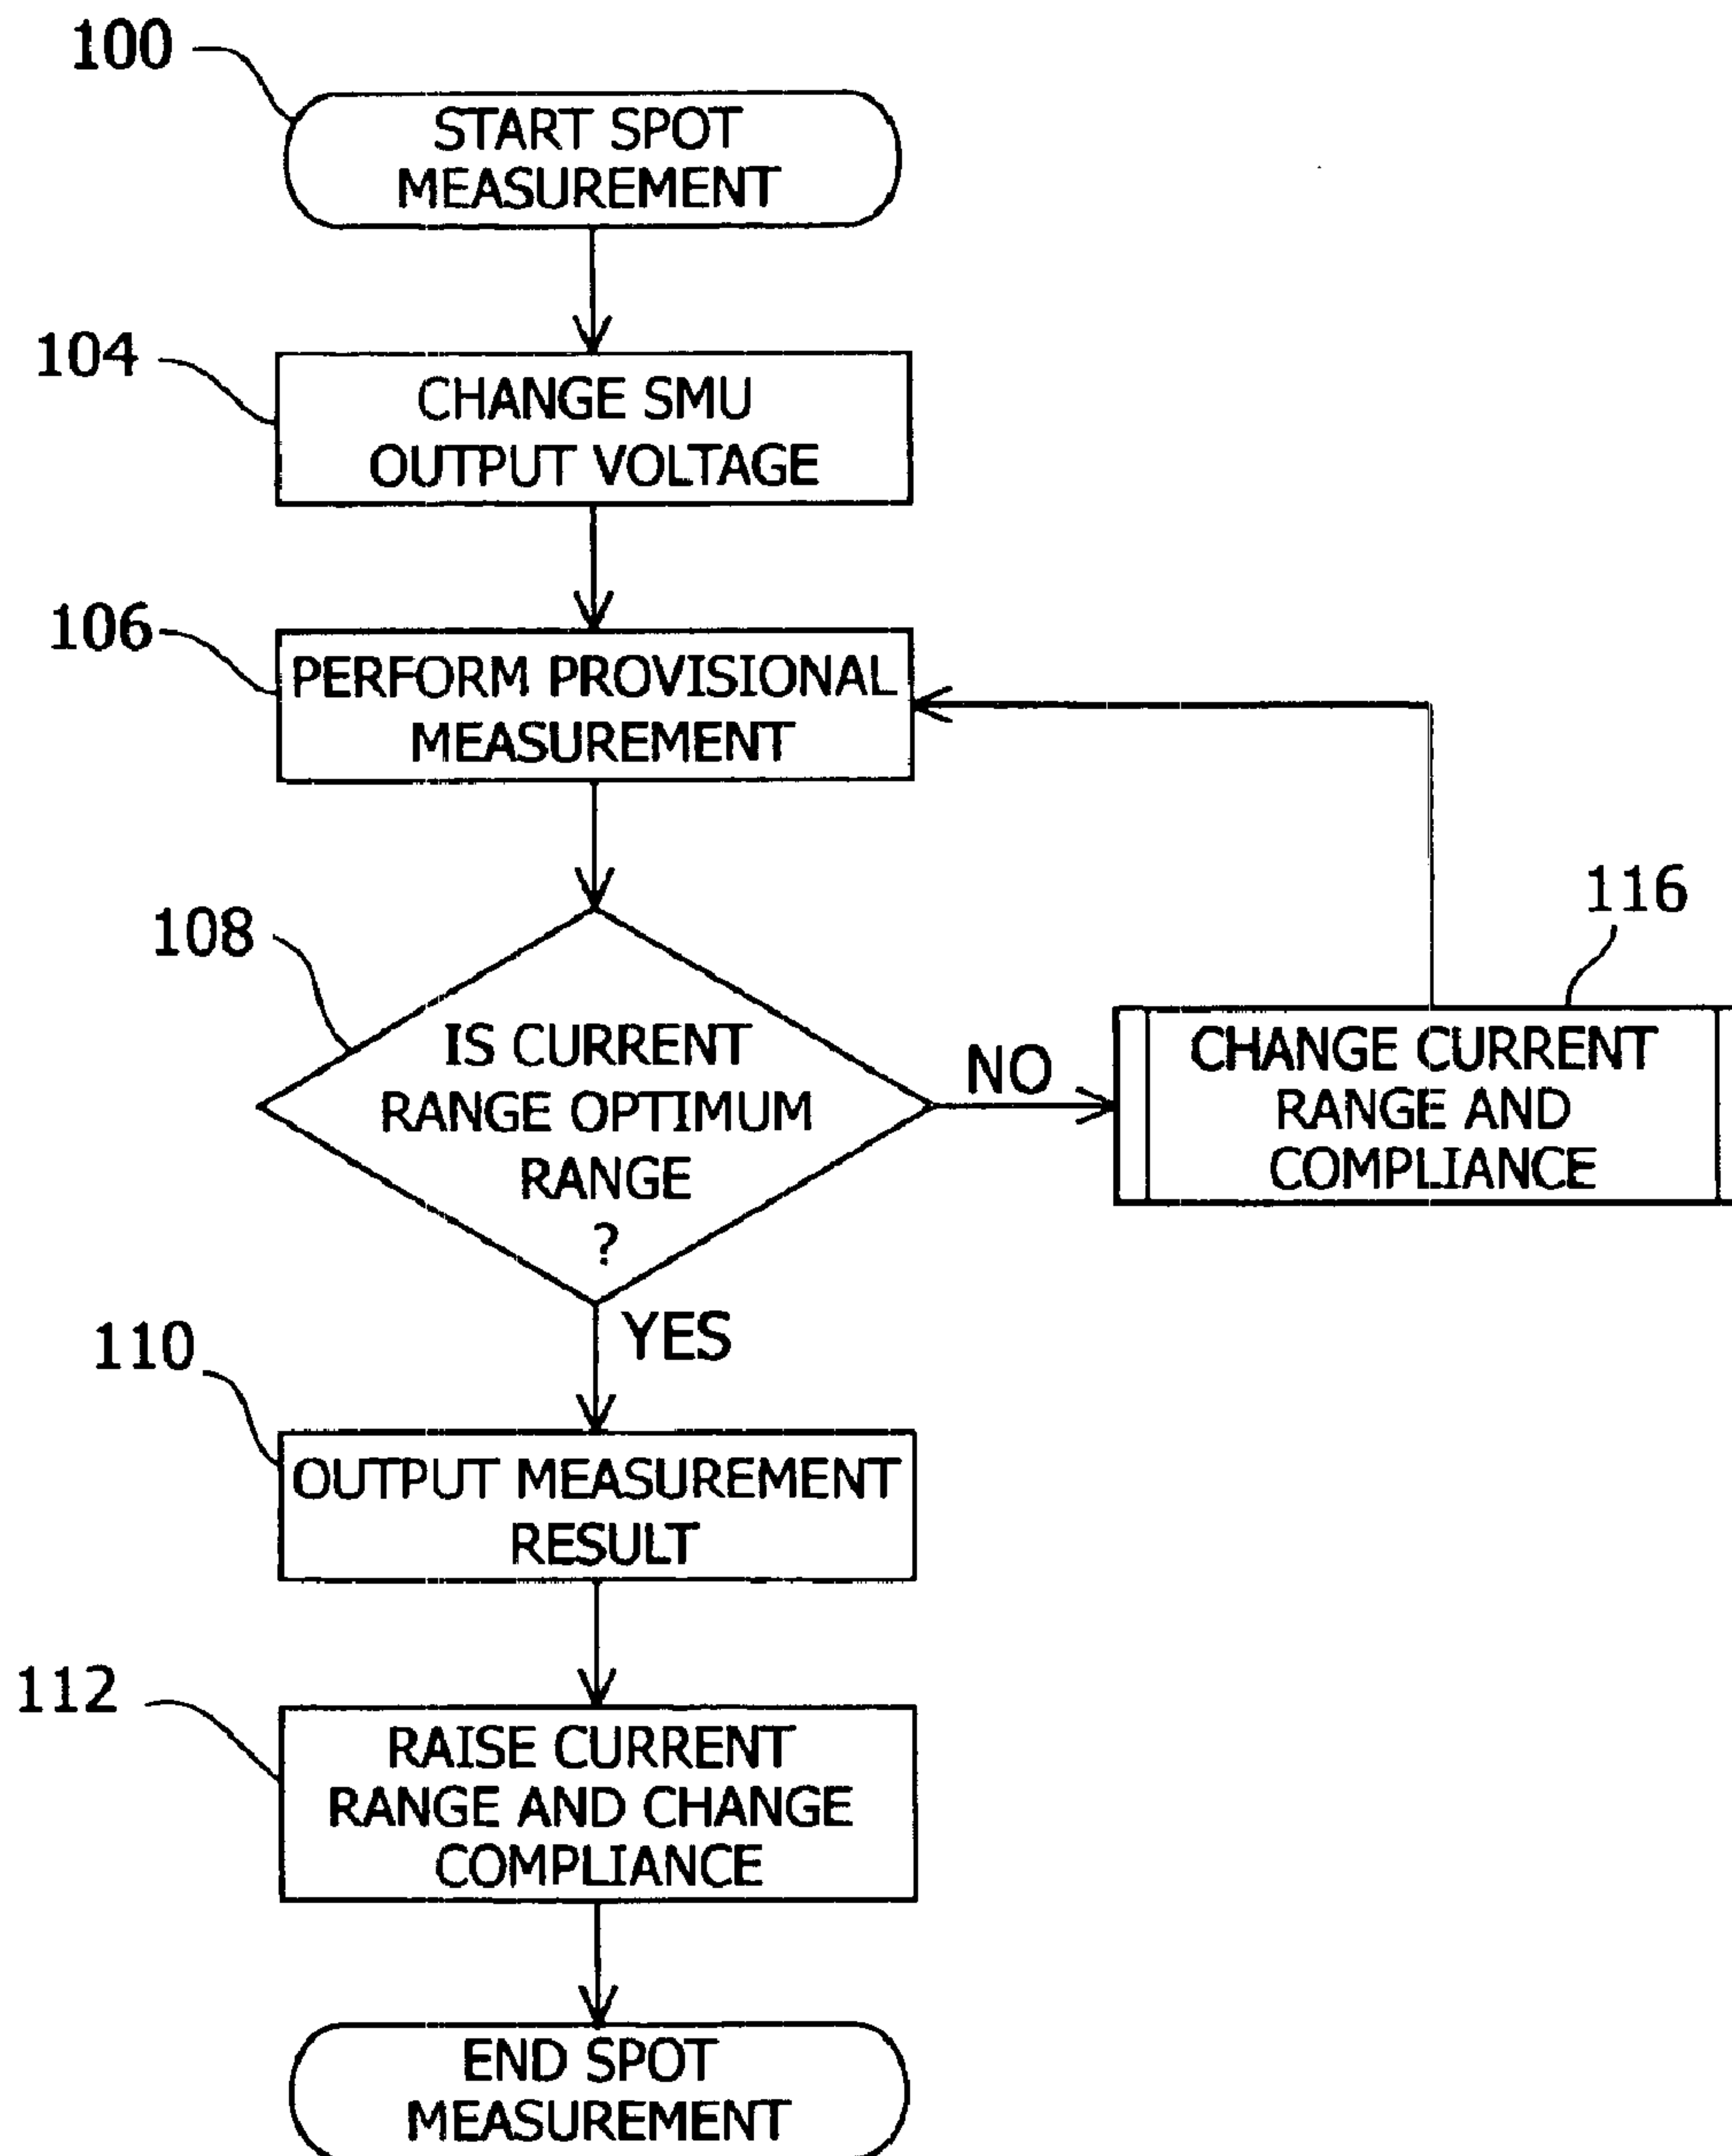 100
START SPOT
MEASUREMENT
104
CHANGE SMU
OUTPUT VOLTAGE
106
PERFORM PROVISIONAL
MEASUREMENT
108
IS CURRENT
RANGE OPTIMUM
RANGE
?
NO
116
CHANGE CURRENT
RANGE AND
COMPLIANCE
YES
110
OUTPUT MEASUREMENT
RESULT
112
RAISE CURRENT
RANGE AND CHANGE
COMPLIANCE
END SPOT
MEASUREMENT